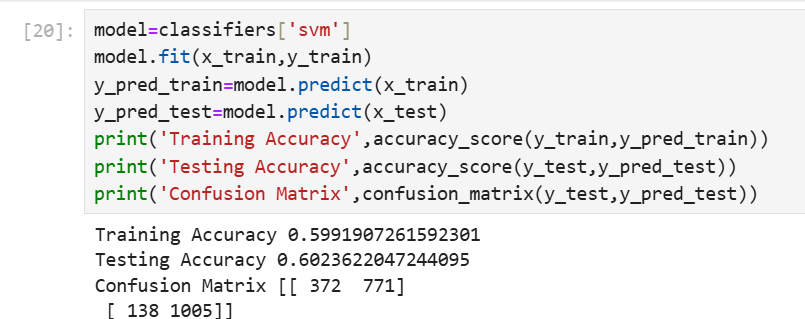 [20]: model=classifiers['svm']
model.fit(x_train,y_train)
y_pred_train=model.predict(x_train)
y_pred_test=model.predict(x_test)
print('Training Accuracy',accuracy_score(y_train,y_pred_train))
print('Testing Accuracy',accuracy_score(y_test,y_pred_test))
print('Confusion Matrix',confusion_matrix(y_test,y_pred_test))
Training Accuracy 0.5991907261592301
Testing Accuracy 0.6023622047244095
Confusion Matrix [[ 372  771]
 [ 138 1005]]